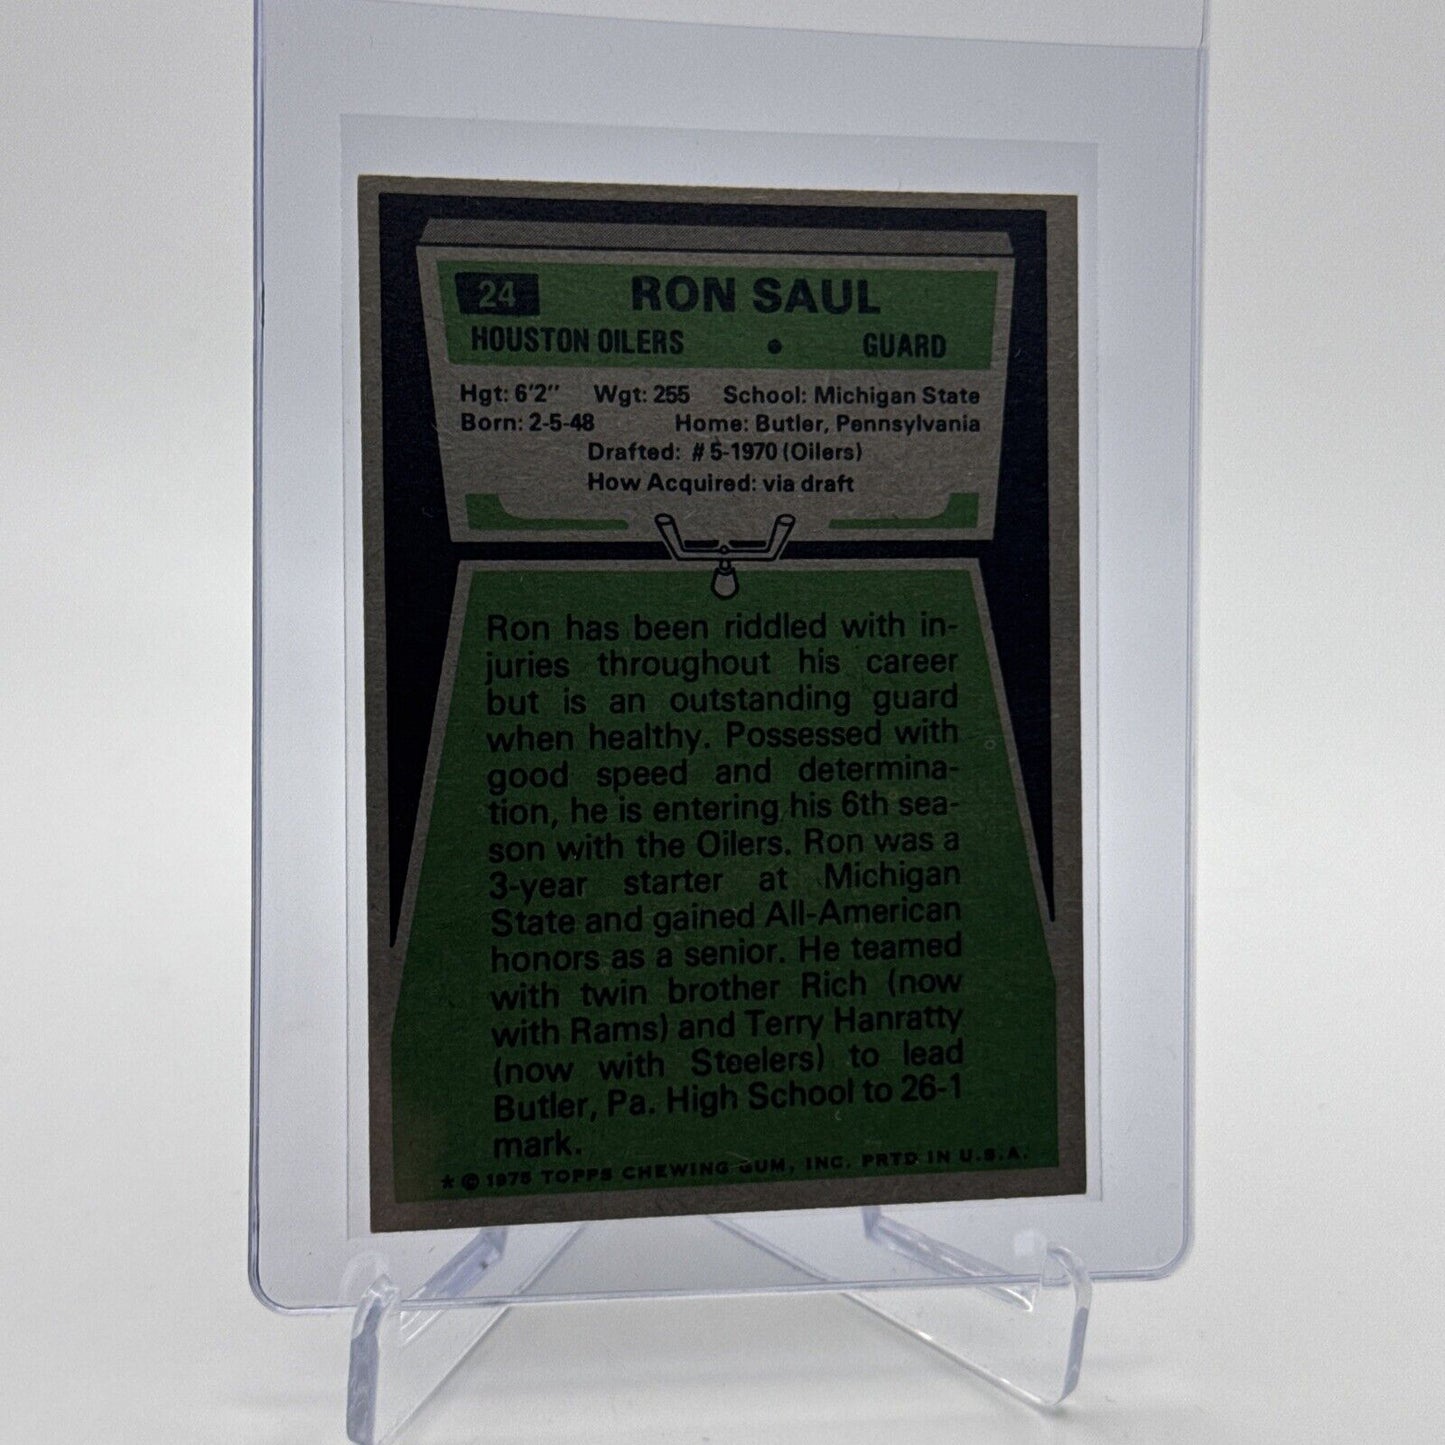 24 RON SAUL
HOUSTON OILERS • GUARD
Hgt: 6'2" Wgt: 255 School: Michigan State
Born: 2-5-48 Home: Butler, Pennsylvania
Drafted: #5-1970 (Oilers)
How Acquired: via draft
Ron has been riddled with in-
juries throughout his career
but is an outstanding guard
when healthy. Possessed with
good speed and determina-
tion, he is entering his 6th sea-
son with the Oilers. Ron was a
3-year starter at Michigan
State and gained All-American
honors as a senior. He teamed
with twin brother Rich (now
with Rams) and Terry Hanratty
(now with Steelers) to lead
Butler, Pa. High School to 26-1
mark.
* © 1975 TOPPS CHEWING GUM, INC. PRTD IN U.S.A.